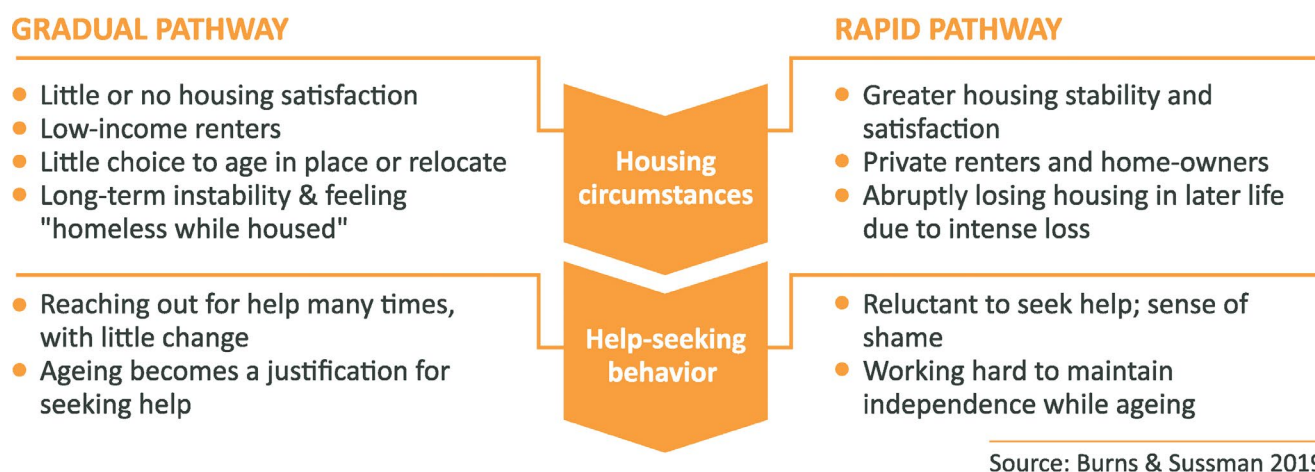 GRADUAL PATHWAY
• Little or no housing satisfaction
• Low-income renters
• Little choice to age in place or relocate
• Long-term instability & feeling
"homeless while housed"
• Reaching out for help many times,
with little change
• Ageing becomes a justification for
seeking help
Housing
circumstances
Help-seeking
behavior
RAPID PATHWAY
• Greater housing stability and
satisfaction
• Private renters and home-owners
• Abruptly losing housing in later life
due to intense loss
• Reluctant to seek help; sense of
shame
• Working hard to maintain
independence while ageing
Source: Burns & Sussman 2019